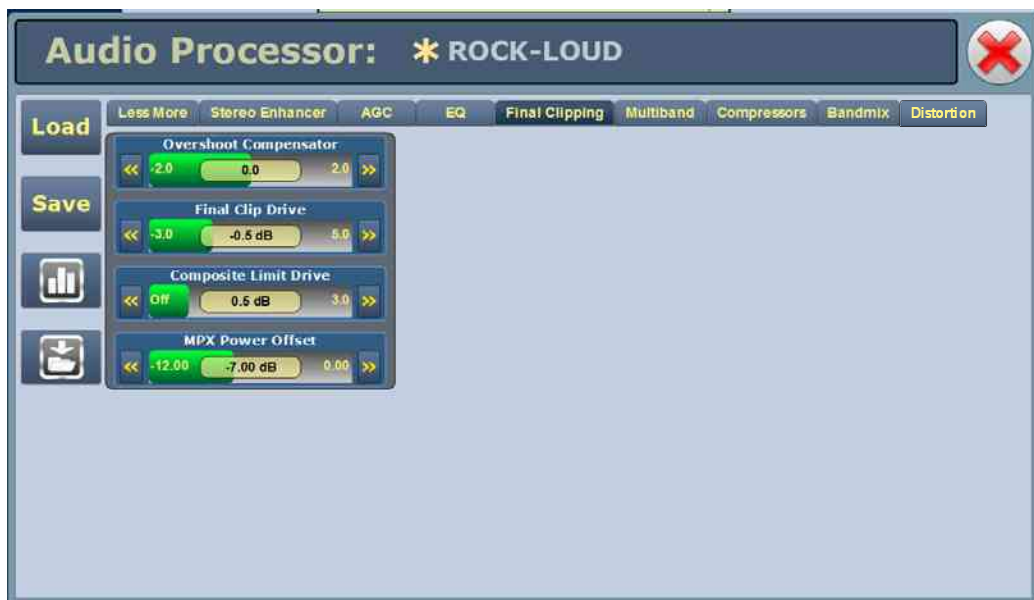 Audio Processor: * ROCK-LOUD
Load
Save
Less More Stereo Enhancer AGC EQ Final Clipping Multiband Compressors Bandmix Distortion
Overshoot Compensator
« -2.0 0.0 2.0 »
Final Clip Drive
« -3.0 -0.5 dB 5.0 »
Composite Limit Drive
« Off 0.5 dB 3.0 »
MPX Power Offset
« -12.00 -7.00 dB 0.00 »